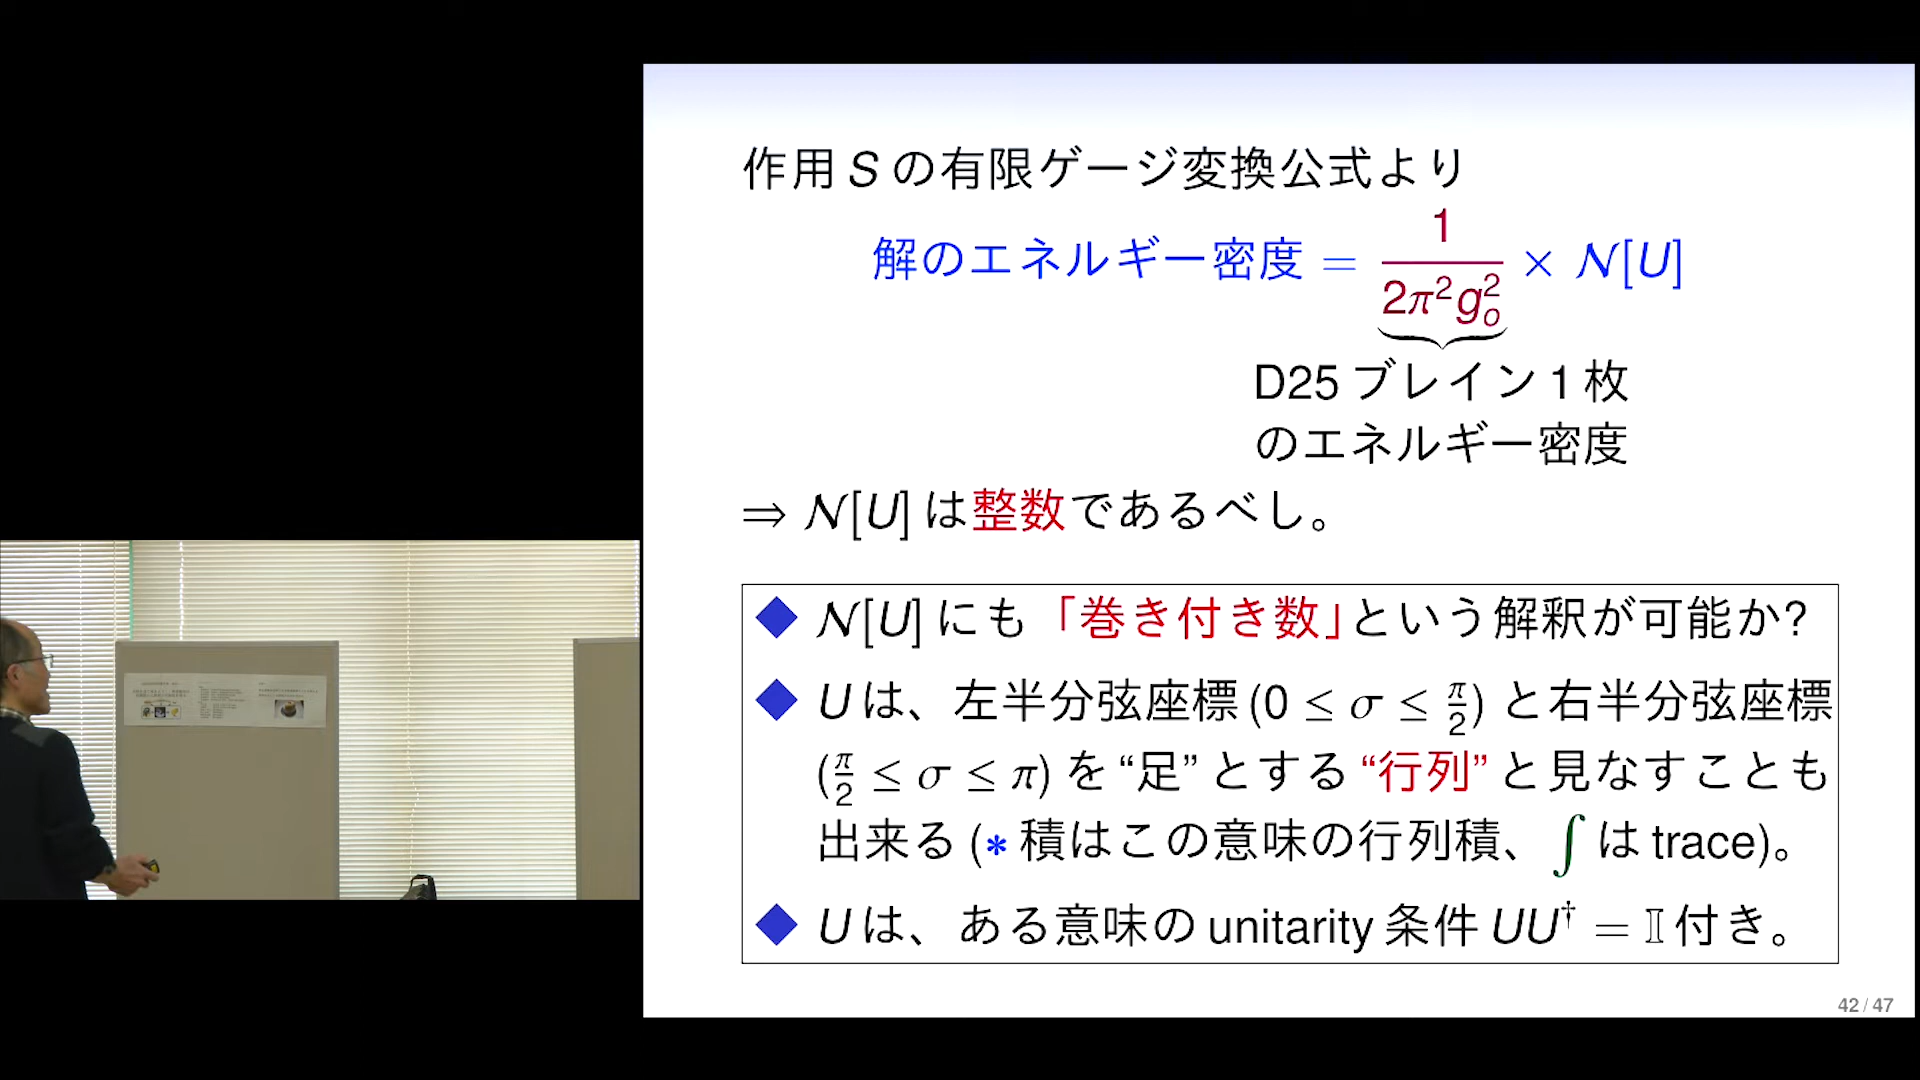 作用 S の有限ゲージ変換公式より
解のエネルギー密度 = \frac{1}{2π²g_o²} × 𝒩[U]
D25 ブレイン 1 枚
のエネルギー密度
⇒ 𝒩[U] は整数であるべし。
◆ 𝒩[U] にも「巻き付き数」という解釈が可能か?
◆ U は、左半分弦座標 (0 ≤ σ ≤ π/2) と右半分弦座標
(π/2 ≤ σ ≤ π) を “足” とする “行列” と見なすことも
出来る (* 積はこの意味の行列積、∫ は trace)。
◆ U は、ある意味の unitarity 条件 UU† = 𝕀 付き。
42 / 47